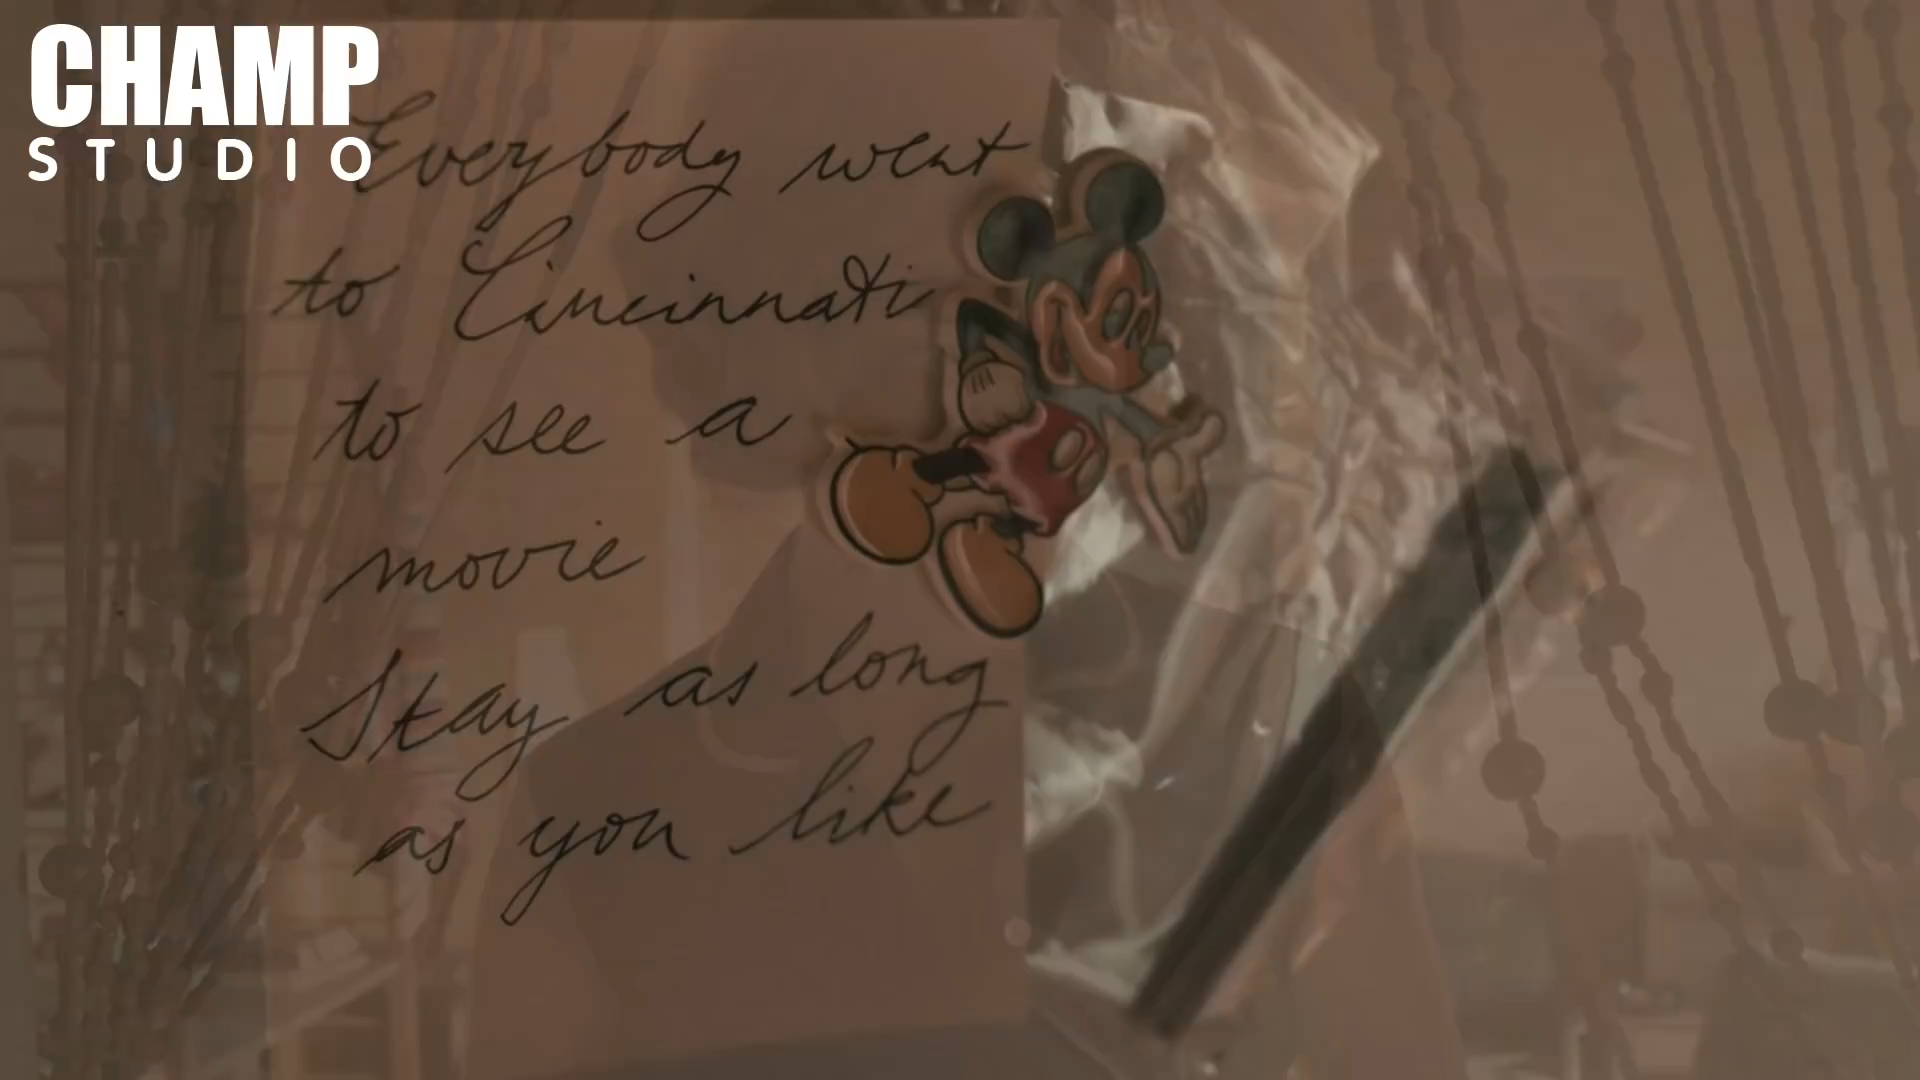 CHAMP
STUDIO
Everybody went
to Cincinnati
to see a
movie
Stay as long
as you like